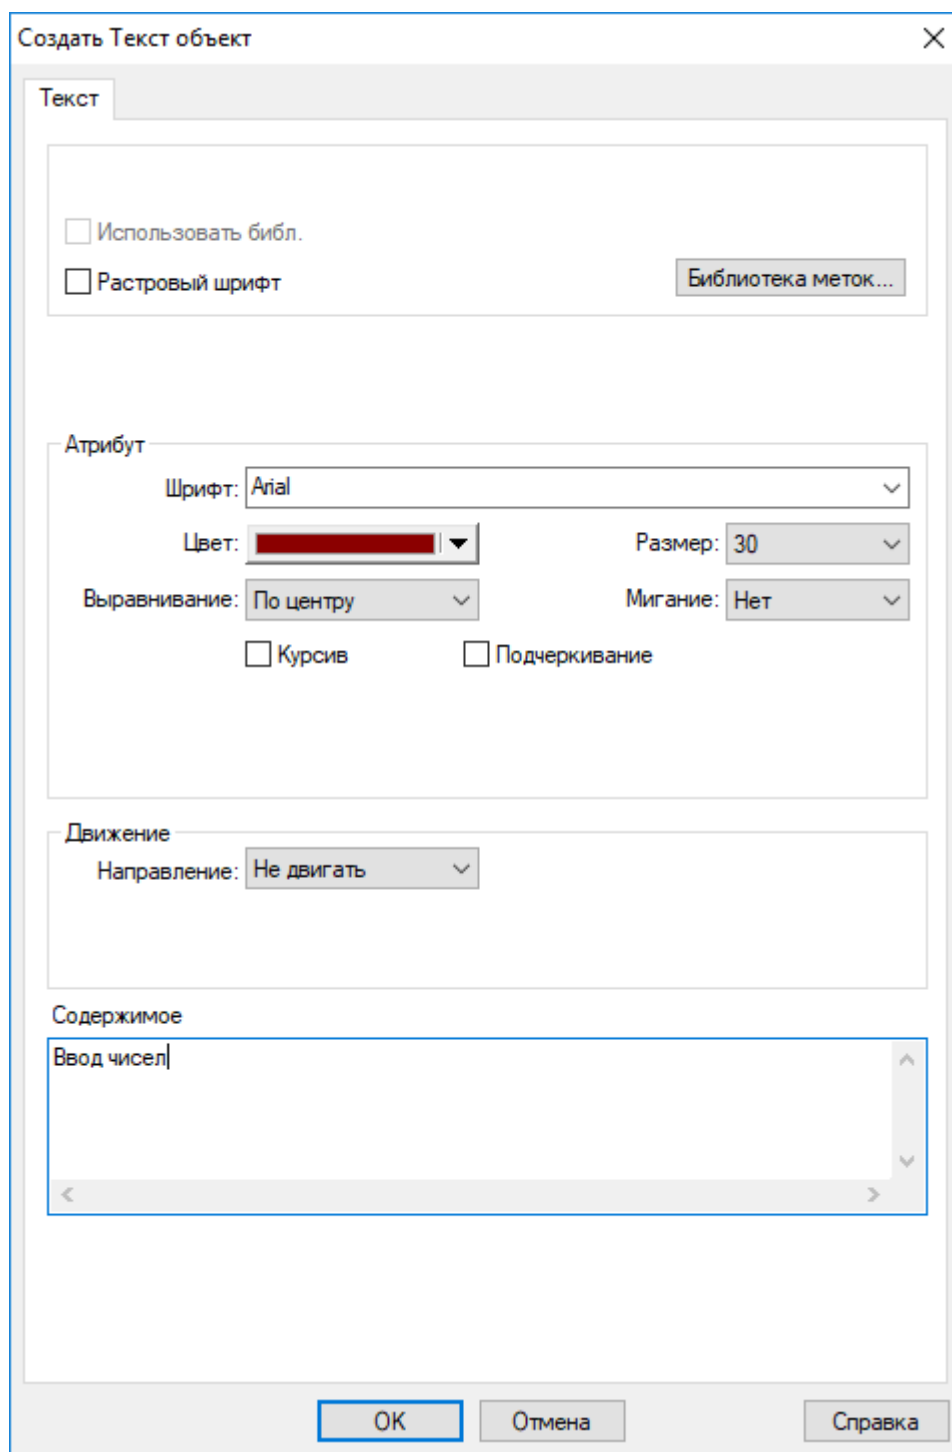 Создать Текст объект
Текст
Использовать библ.
Растровый шрифт Библиотека меток...
Атрибут
Шрифт: Arial
Цвет: Размер: 30
Выравнивание: По центру Мигание: Нет
Курсив Подчеркивание
Движение
Направление: Не двигать
Содержимое
Ввод чисел
OK Отмена Справка